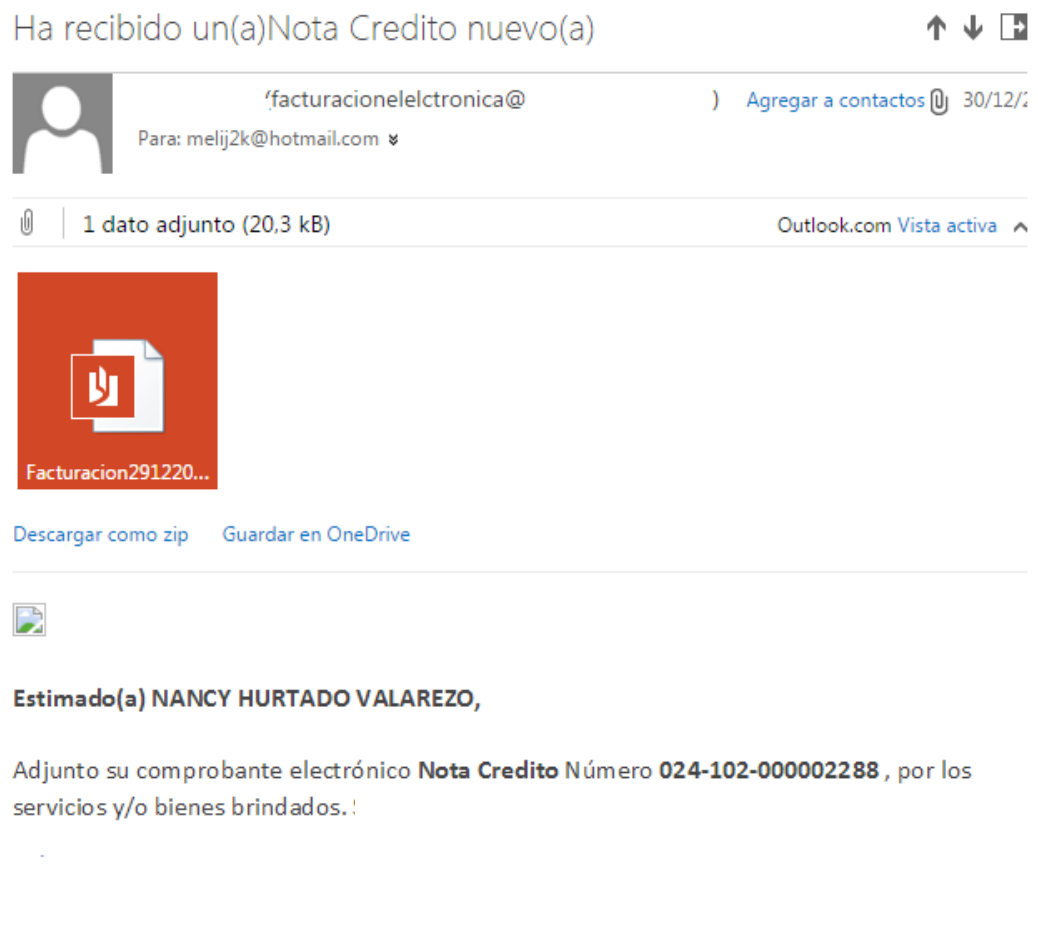 Ha recibido un(a)Nota Credito nuevo(a)
facturacionelelctronica@ ) Agregar a contactos 30/12/2
Para: melij2k@hotmail.com
1 dato adjunto (20,3 kB) Outlook.com Vista activa
Facturacion291220...
Descargar como zip Guardar en OneDrive
Estimado(a) NANCY HURTADO VALAREZO,
Adjunto su comprobante electrónico Nota Credito Número 024-102-000002288 , por los
servicios y/o bienes brindados.